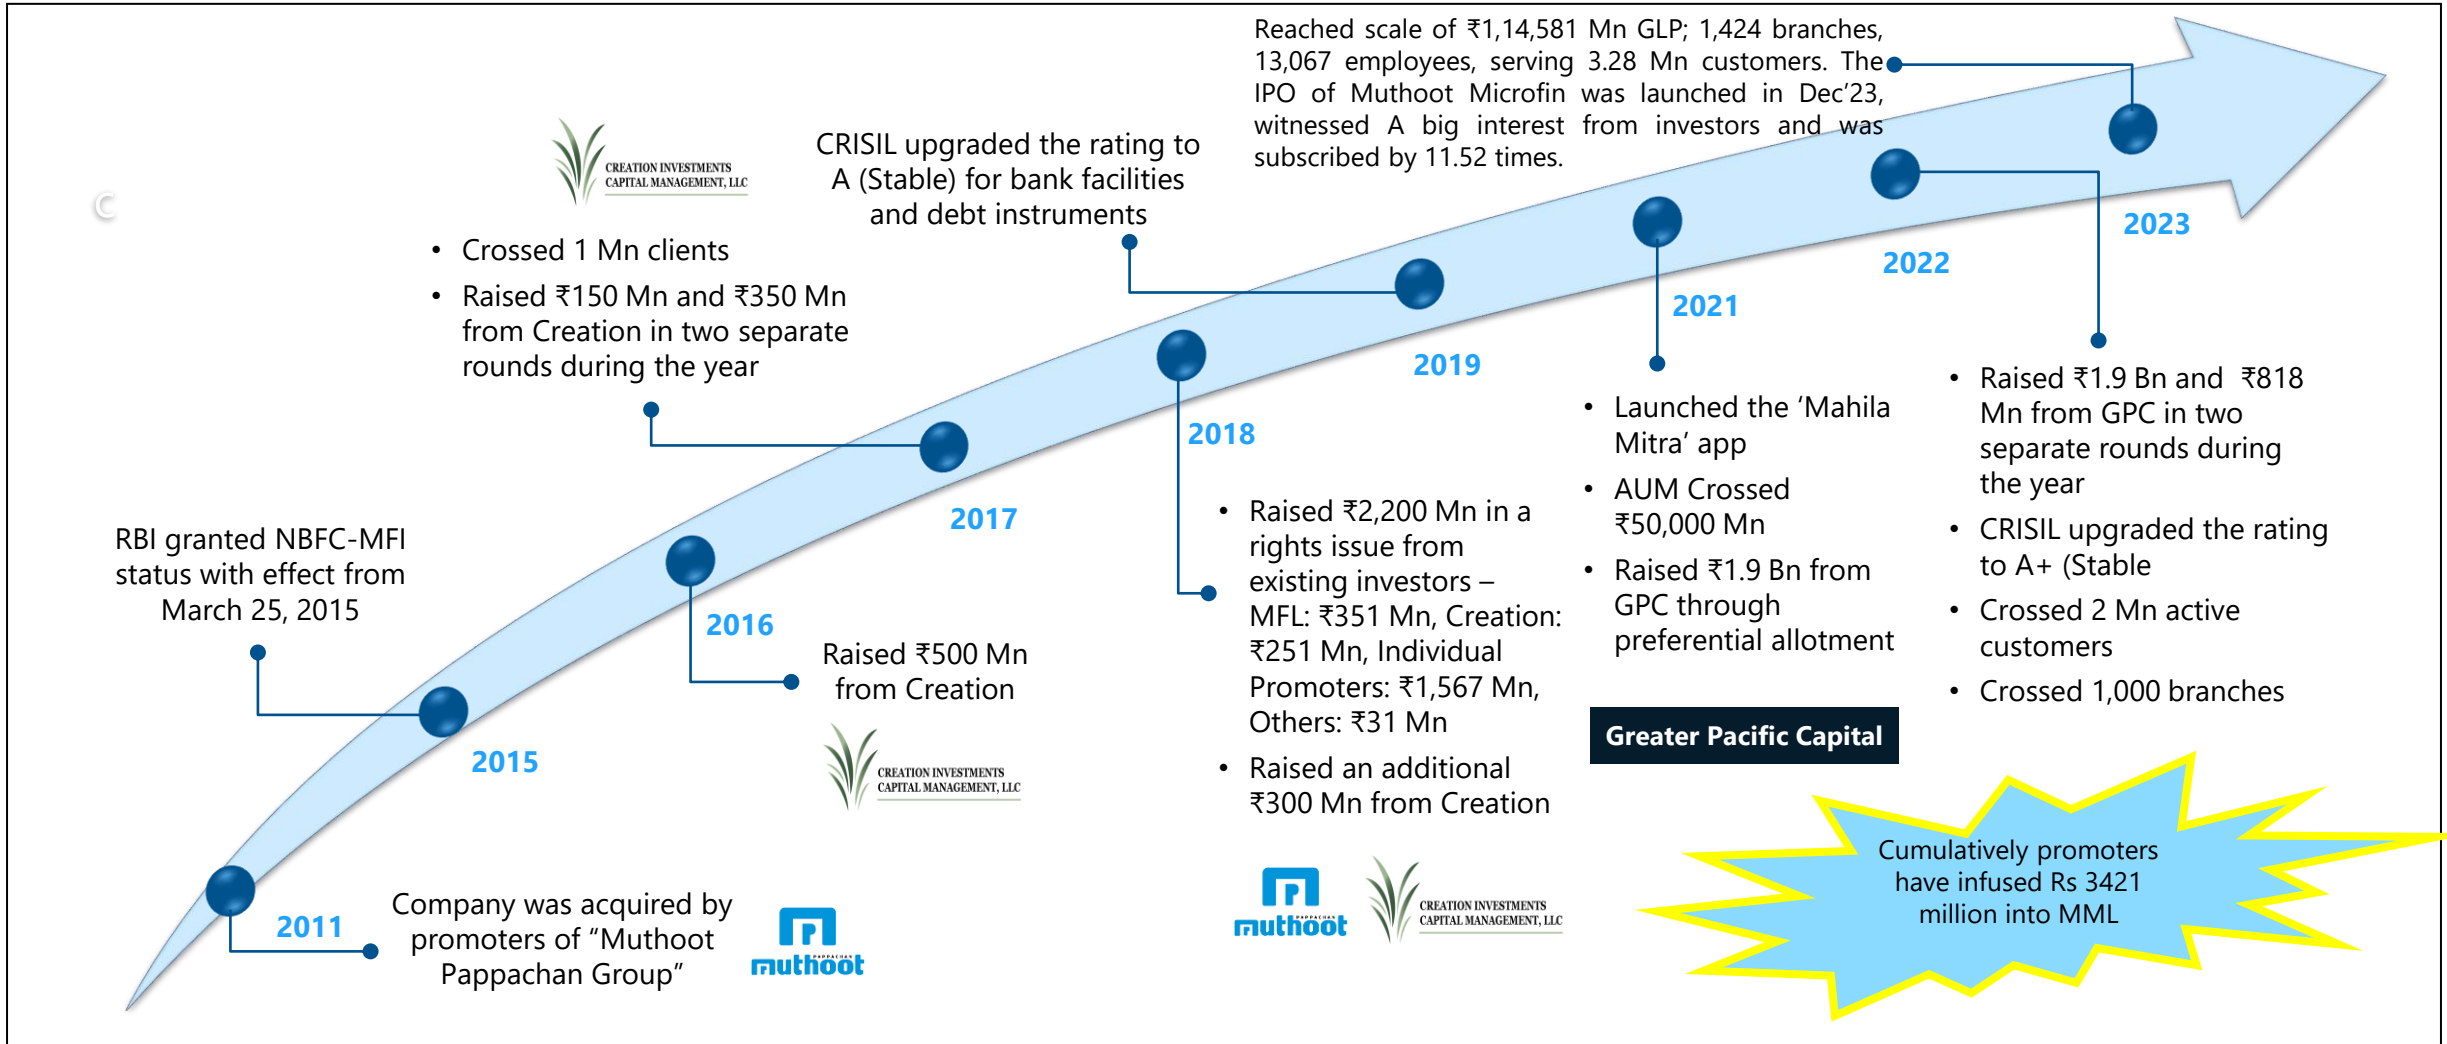 Reached scale of ₹1,14,581 Mn GLP; 1,424 branches,
13,067 employees, serving 3.28 Mn customers. The
IPO of Muthoot Microfin was launched in Dec’23,
witnessed A big interest from investors and was
subscribed by 11.52 times.
CREATION INVESTMENTS
CAPITAL MANAGEMENT, LLC
CRISIL upgraded the rating to
A (Stable) for bank facilities
and debt instruments
C
• Crossed 1 Mn clients
• Raised ₹150 Mn and ₹350 Mn
from Creation in two separate
rounds during the year
2023
2022
2021
2019
2018
2017
2016
2015
2011
RBI granted NBFC-MFI
status with effect from
March 25, 2015
Raised ₹500 Mn
from Creation
CREATION INVESTMENTS
CAPITAL MANAGEMENT, LLC
Company was acquired by
promoters of “Muthoot
Pappachan Group”
PAPPACHAN
muthoot
• Raised ₹2,200 Mn in a
rights issue from
existing investors –
MFL: ₹351 Mn, Creation:
₹251 Mn, Individual
Promoters: ₹1,567 Mn,
Others: ₹31 Mn
• Raised an additional
₹300 Mn from Creation
PAPPACHAN
muthoot
CREATION INVESTMENTS
CAPITAL MANAGEMENT, LLC
• Launched the ‘Mahila
Mitra’ app
• AUM Crossed
₹50,000 Mn
• Raised ₹1.9 Bn from
GPC through
preferential allotment
Greater Pacific Capital
• Raised ₹1.9 Bn and ₹818
Mn from GPC in two
separate rounds during
the year
• CRISIL upgraded the rating
to A+ (Stable
• Crossed 2 Mn active
customers
• Crossed 1,000 branches
Cumulatively promoters
have infused Rs 3421
million into MML